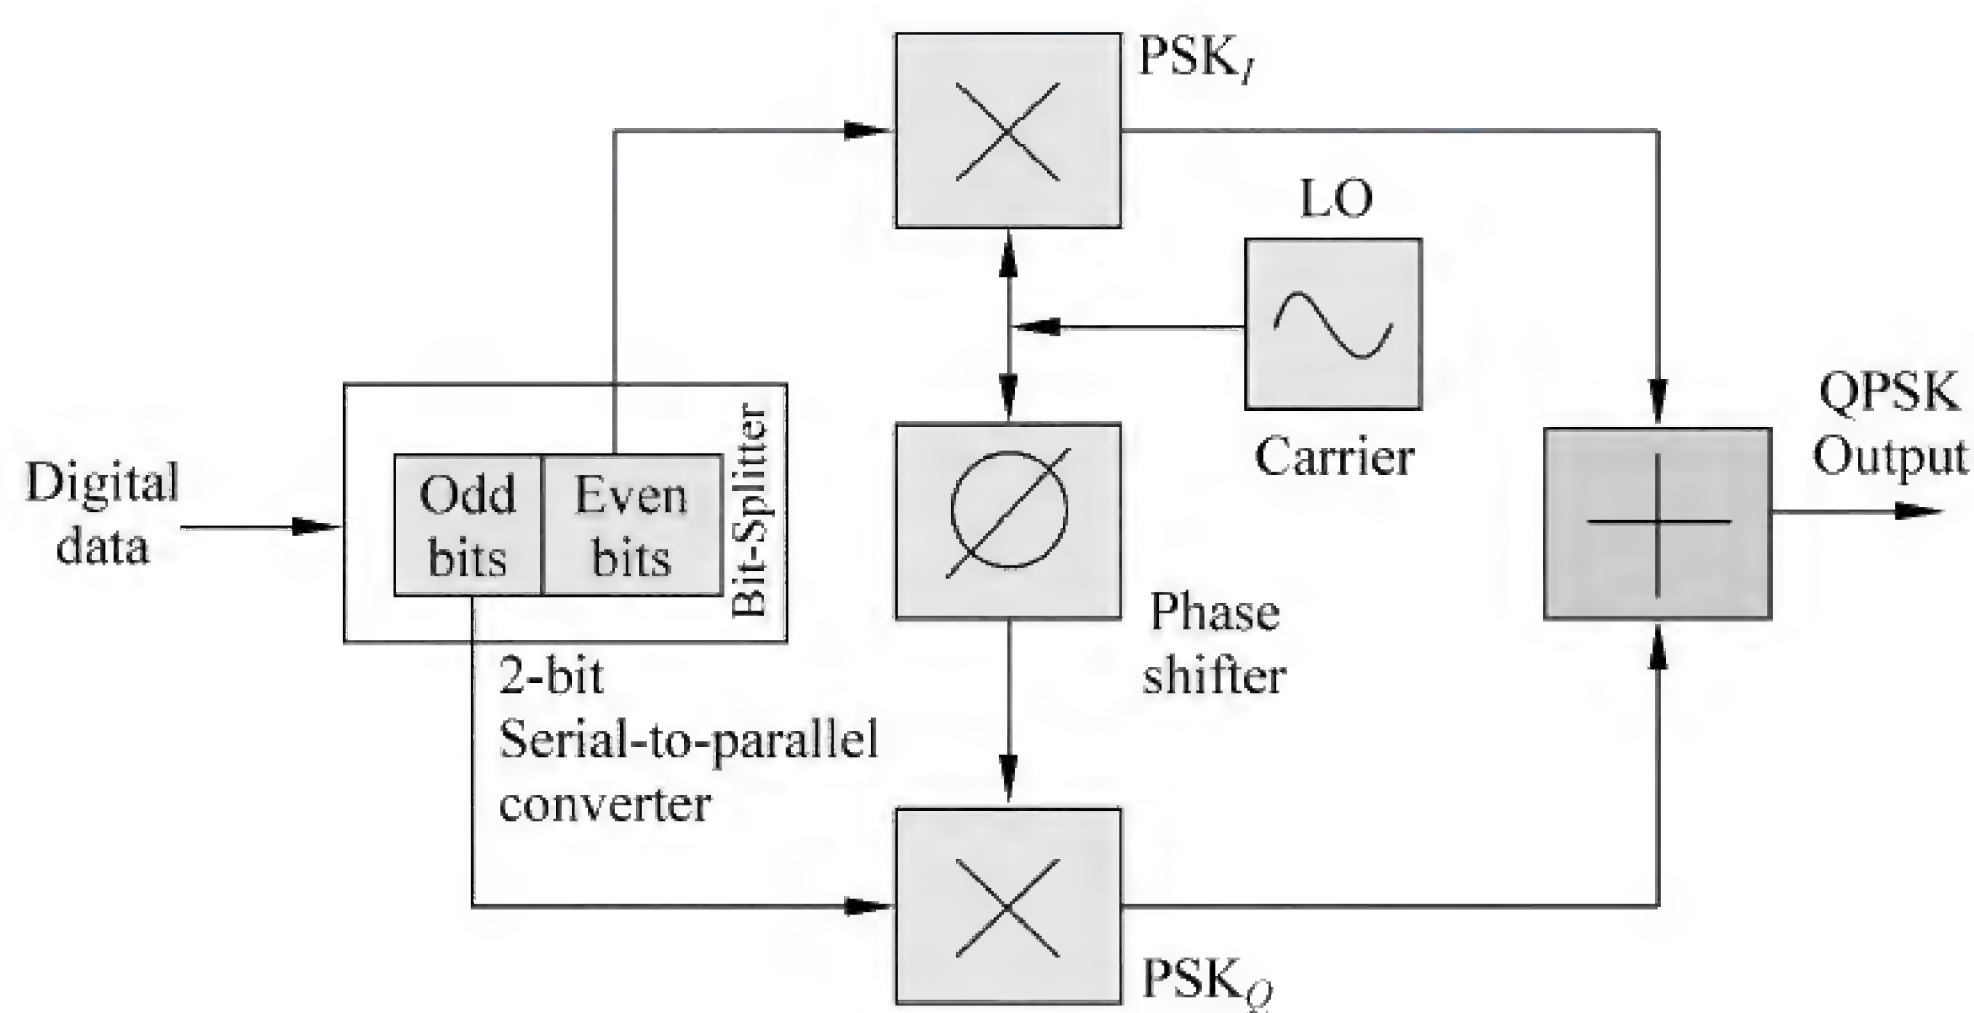 PSK_I
LO
Carrier
QPSK
Output
Digital
data
Odd
bits
Even
bits
Bit-Splitter
2-bit
Serial-to-parallel
converter
Phase
shifter
PSK_Q